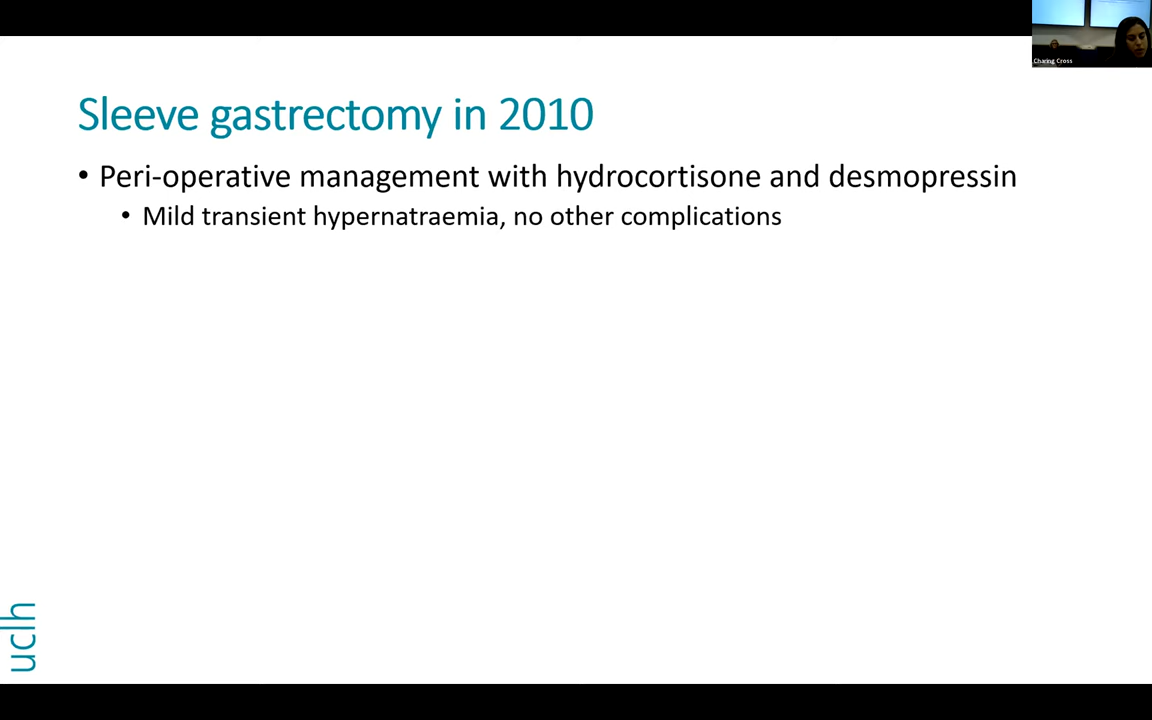 Charing Cross
Sleeve gastrectomy in 2010
• Peri-operative management with hydrocortisone and desmopressin
• Mild transient hypernatraemia, no other complications
uclh